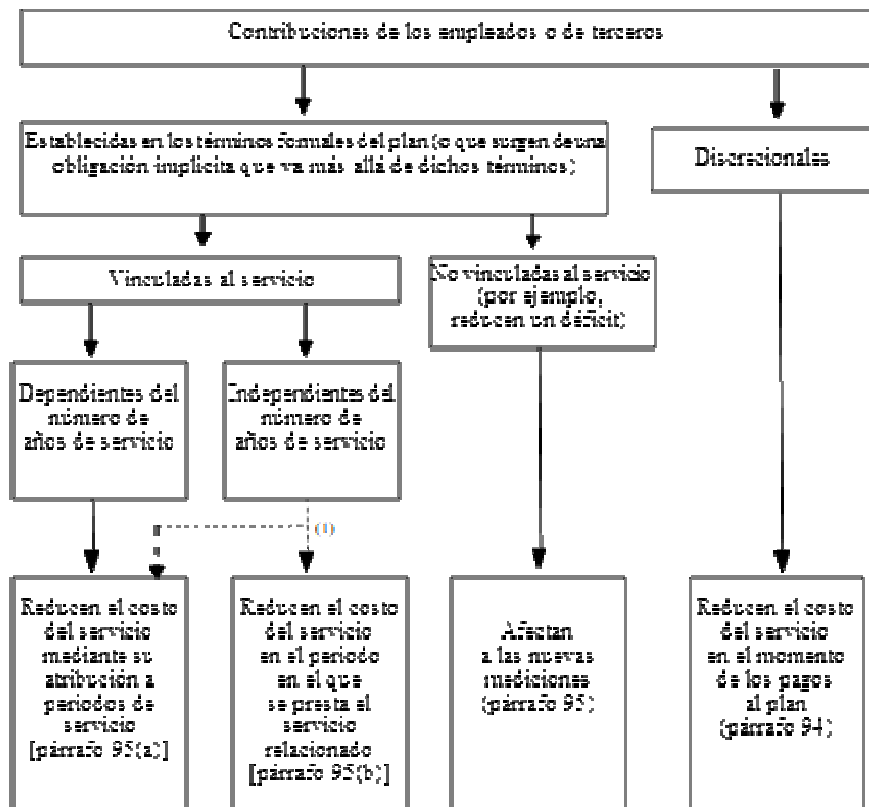 Contribuciones de los empleados o de terceros
Establecidas en los términos formales del plan (o que surgen de una
obligación implícita que va más allá de dichos términos)
Discrecionales
Vinculadas al servicio
No vinculadas al servicio
(por ejemplo,
reducen un déficit)
Dependientes del
número de
años de servicio
Independientes del
número de
años de servicio
(1)
Reducen el costo
del servicio
mediante su
atribución a
periodos de
servicio
[párrafo 93(a)]
Reducen el costo
del servicio
en el periodo
en el que
se presta el
servicio
relacionado
[párrafo 93(b)]
Afectan
a las nuevas
mediciones
(párrafo 93)
Reducen el costo
del servicio
en el momento
de los pagos
al plan
(párrafo 92)